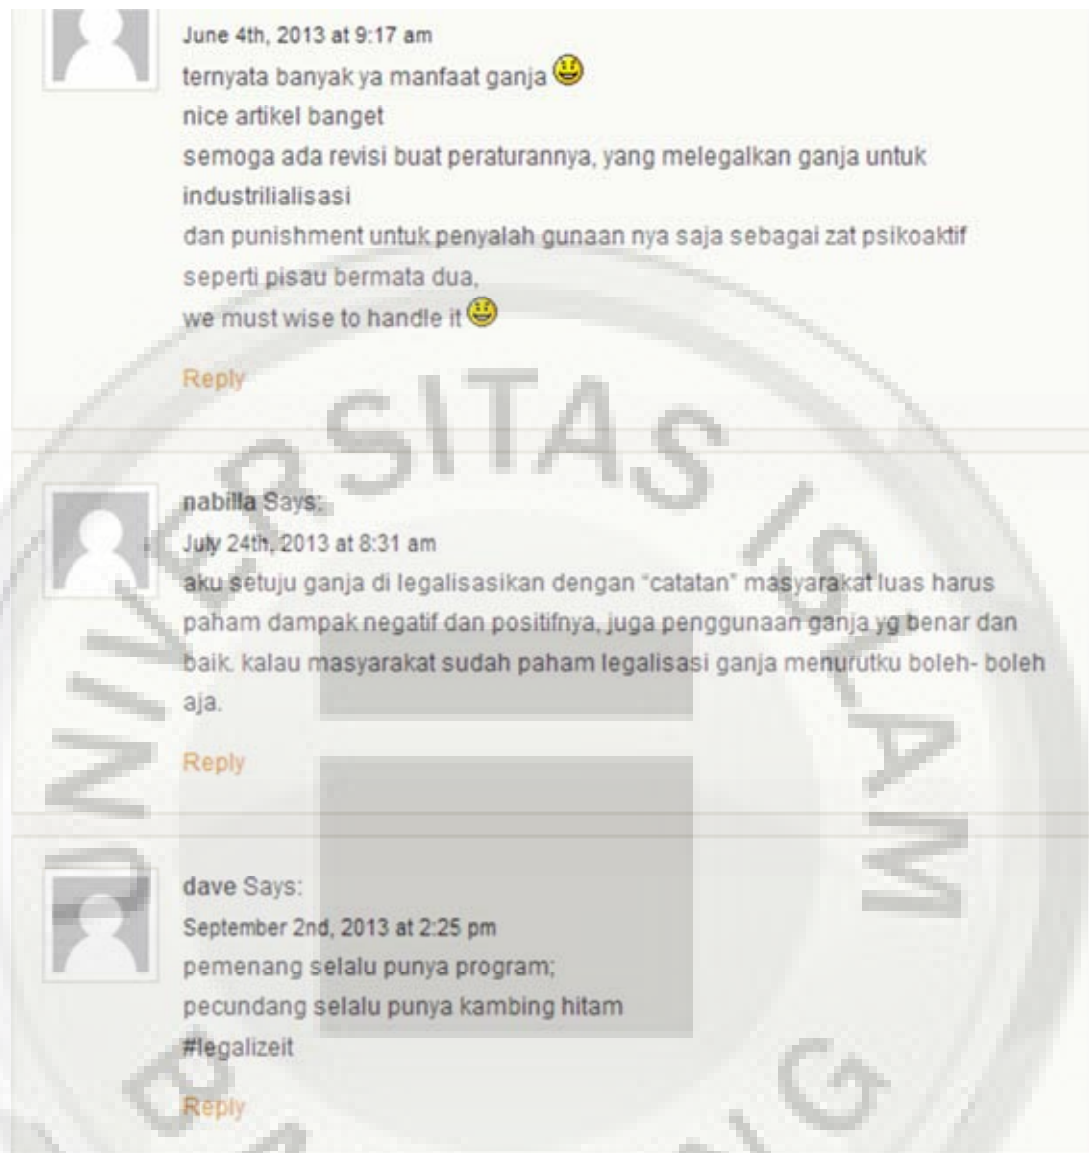 June 4th, 2013 at 9:17 am
ternyata banyak ya manfaat ganja
nice artikel banget
semoga ada revisi buat peraturannya, yang melegalkan ganja untuk
industrilialisasi
dan punishment untuk penyalah gunaan nya saja sebagai zat psikoaktif
seperti pisau bermata dua,
we must wise to handle it
Reply
nabilla Says:
July 24th, 2013 at 8:31 am
aku setuju ganja di legalisasikan dengan "catatan" masyarakat luas harus
paham dampak negatif dan positifnya, juga penggunaan ganja yg benar dan
baik. kalau masyarakat sudah paham legalisasi ganja menurutku boleh- boleh
aja.
Reply
dave Says:
September 2nd, 2013 at 2:25 pm
pemenang selalu punya program;
pecundang selalu punya kambing hitam
#legalizeit
Reply
UNIVERSITAS ISLAM